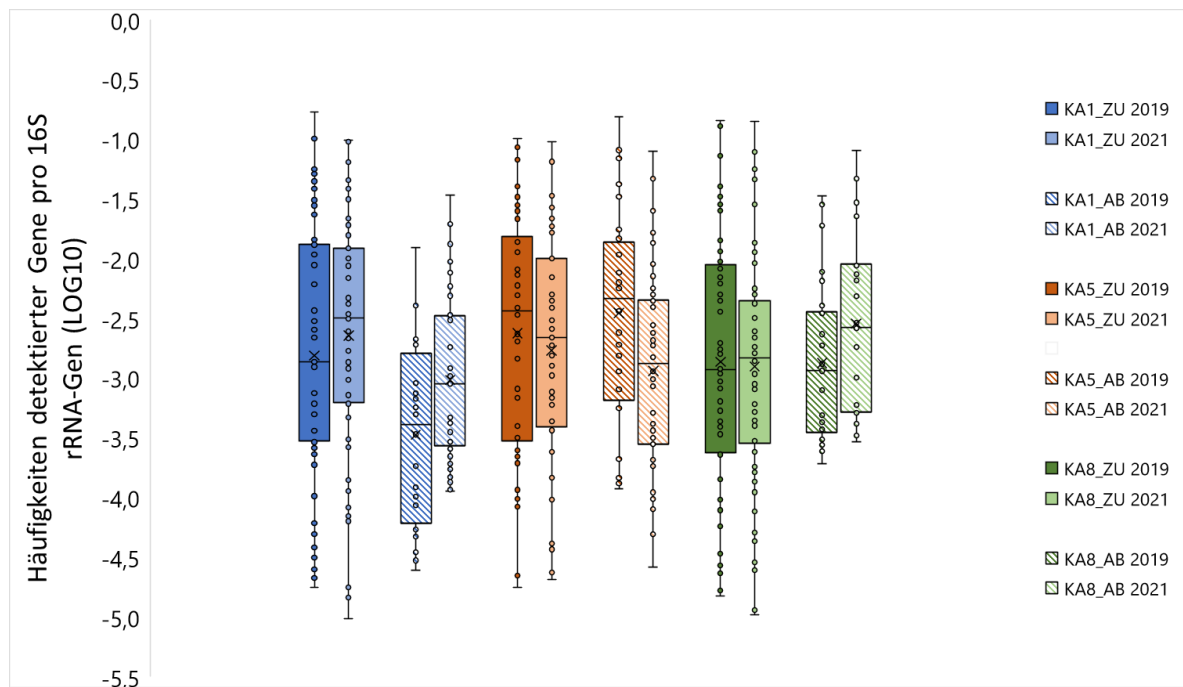 Häufigkeiten detektierter Gene pro 16S
rRNA-Gen (LOG10)
0,0
-0,5
-1,0
-1,5
-2,0
-2,5
-3,0
-3,5
-4,0
-4,5
-5,0
-5,5
KA1_ZU 2019
KA1_ZU 2021
KA1_AB 2019
KA1_AB 2021
KA5_ZU 2019
KA5_ZU 2021
KA5_AB 2019
KA5_AB 2021
KA8_ZU 2019
KA8_ZU 2021
KA8_AB 2019
KA8_AB 2021